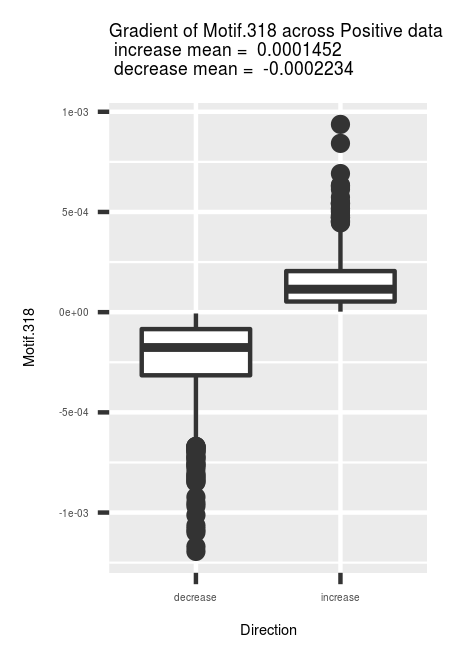 Gradient of Motif.318 across Positive data
increase mean =  0.0001452
decrease mean =  -0.0002234
1e-03
5e-04
0e+00
-5e-04
-1e-03
Motif.318
decrease
increase
Direction